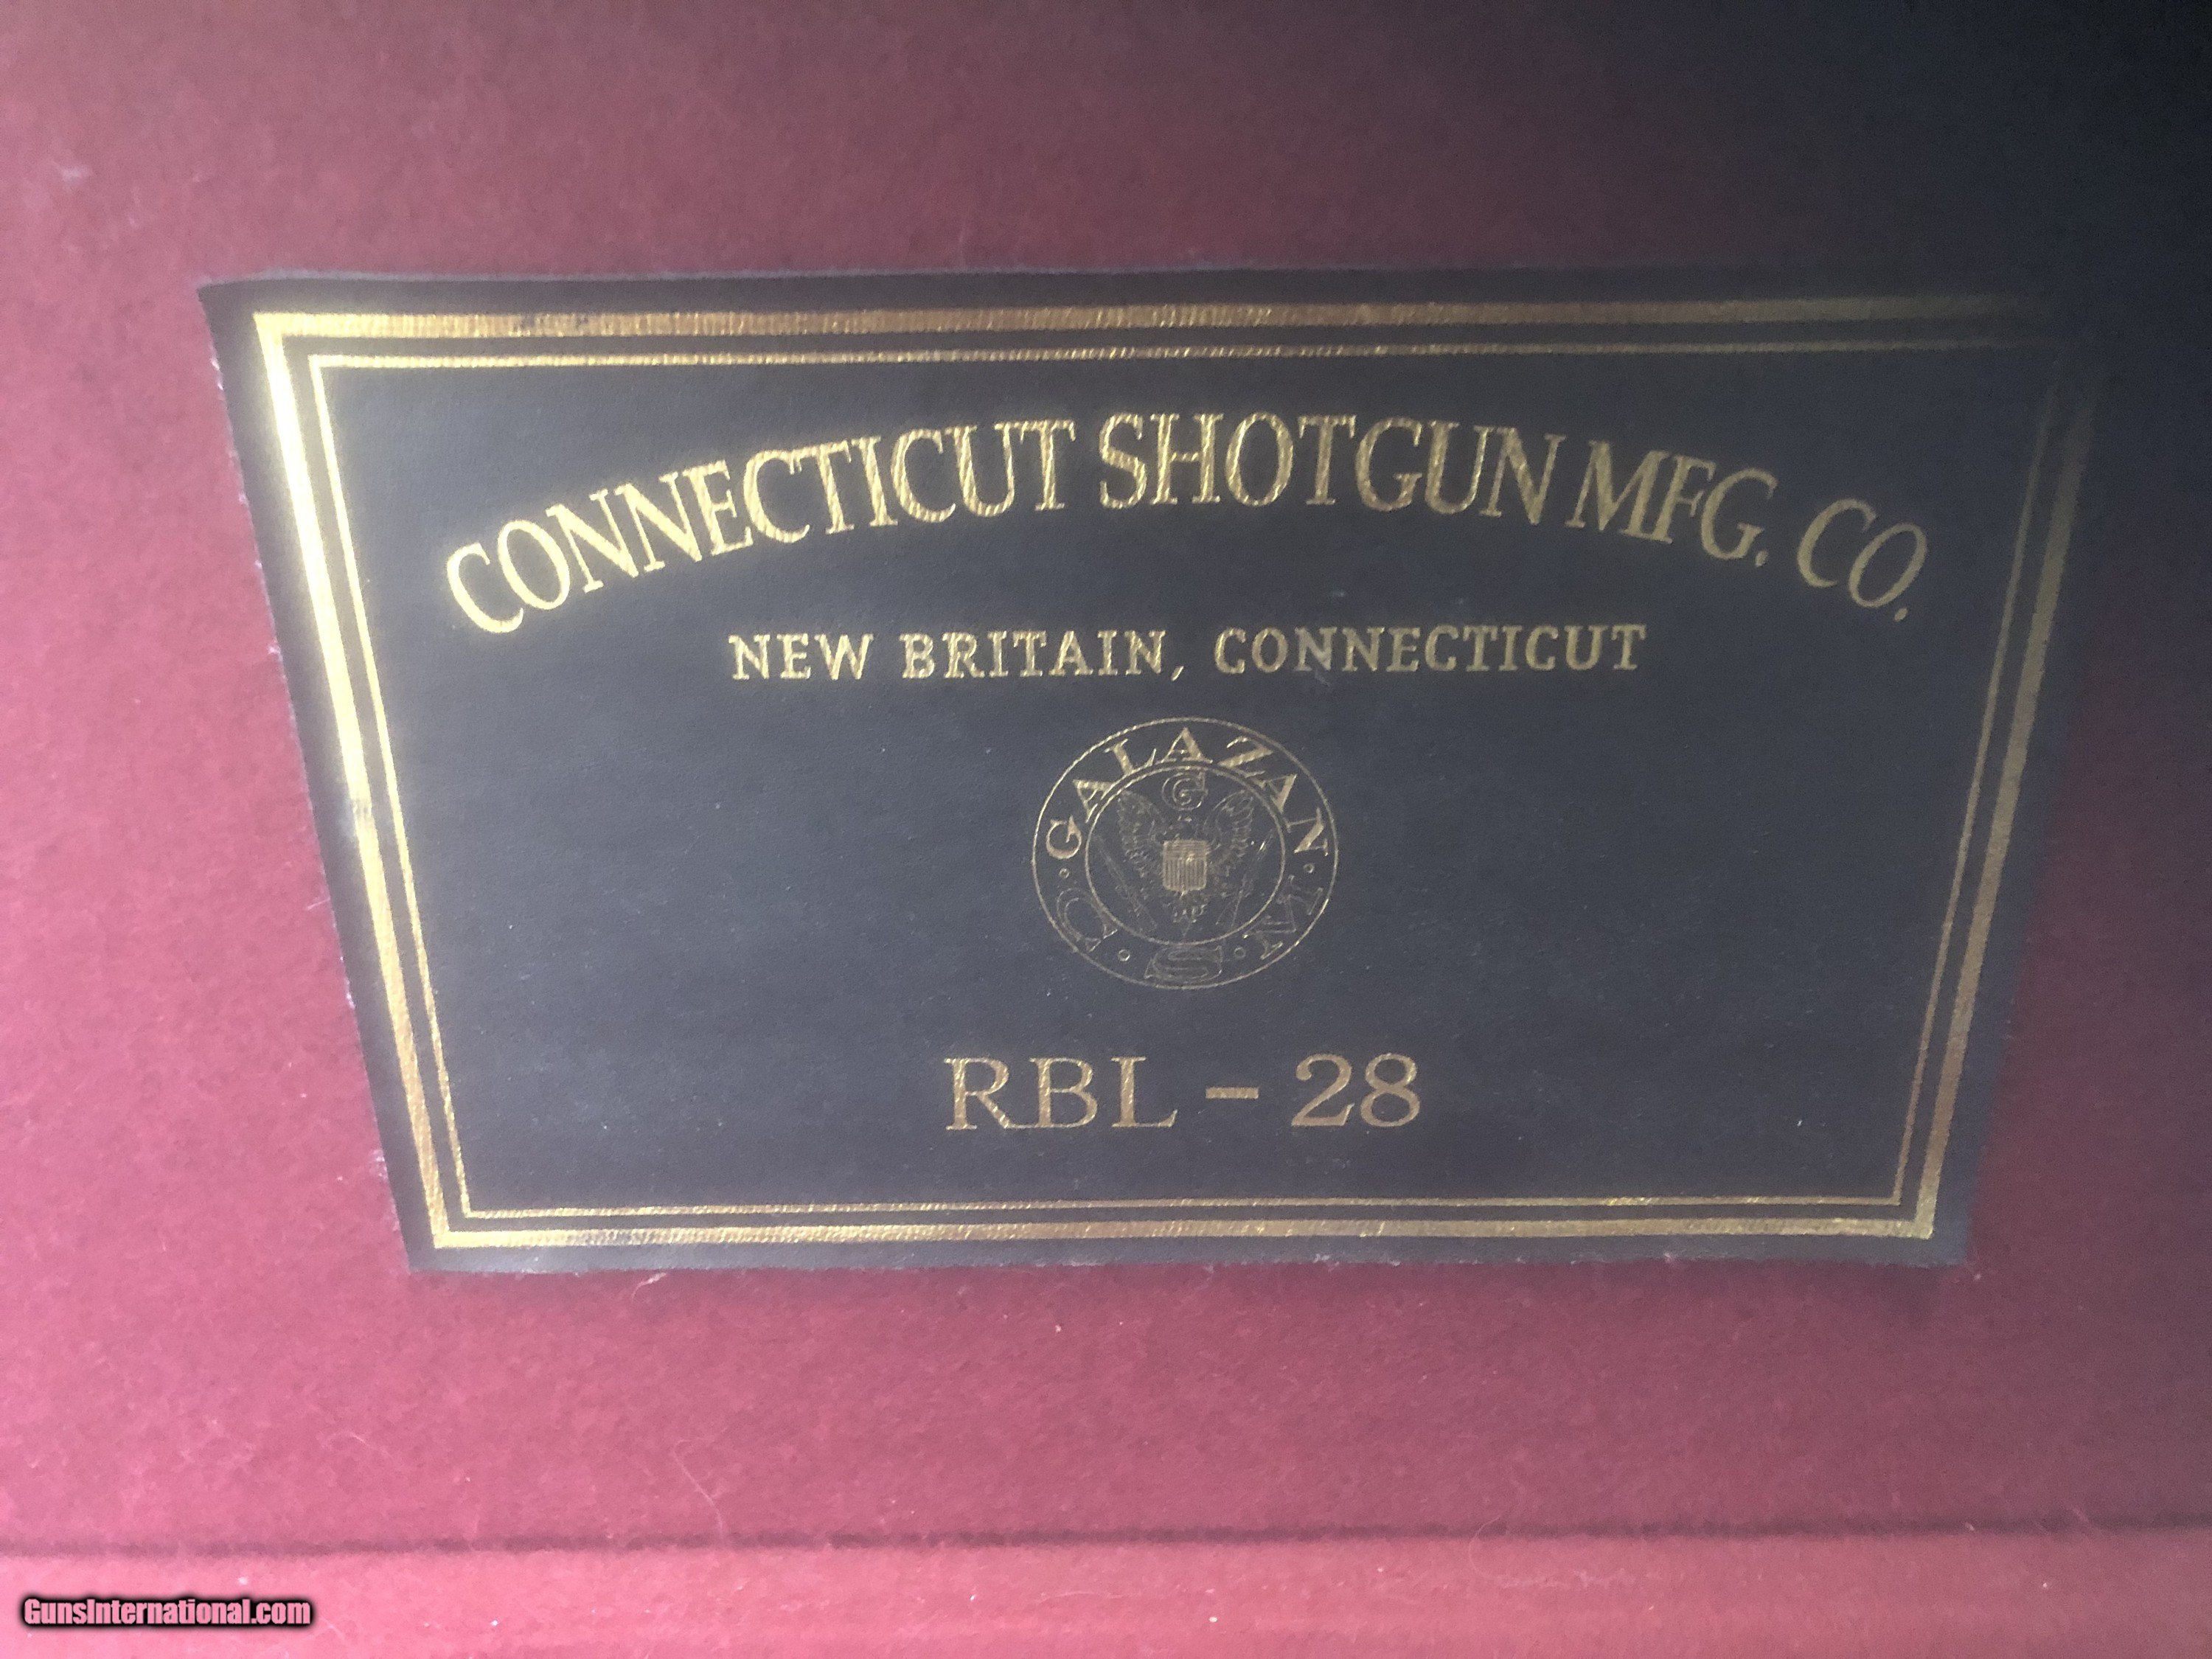 CONNECTICUT SHOTGUN MFG. CO.
NEW BRITAIN, CONNECTICUT
GALAZAN
G
C · S · M
RBL - 28
GunsInternational.com